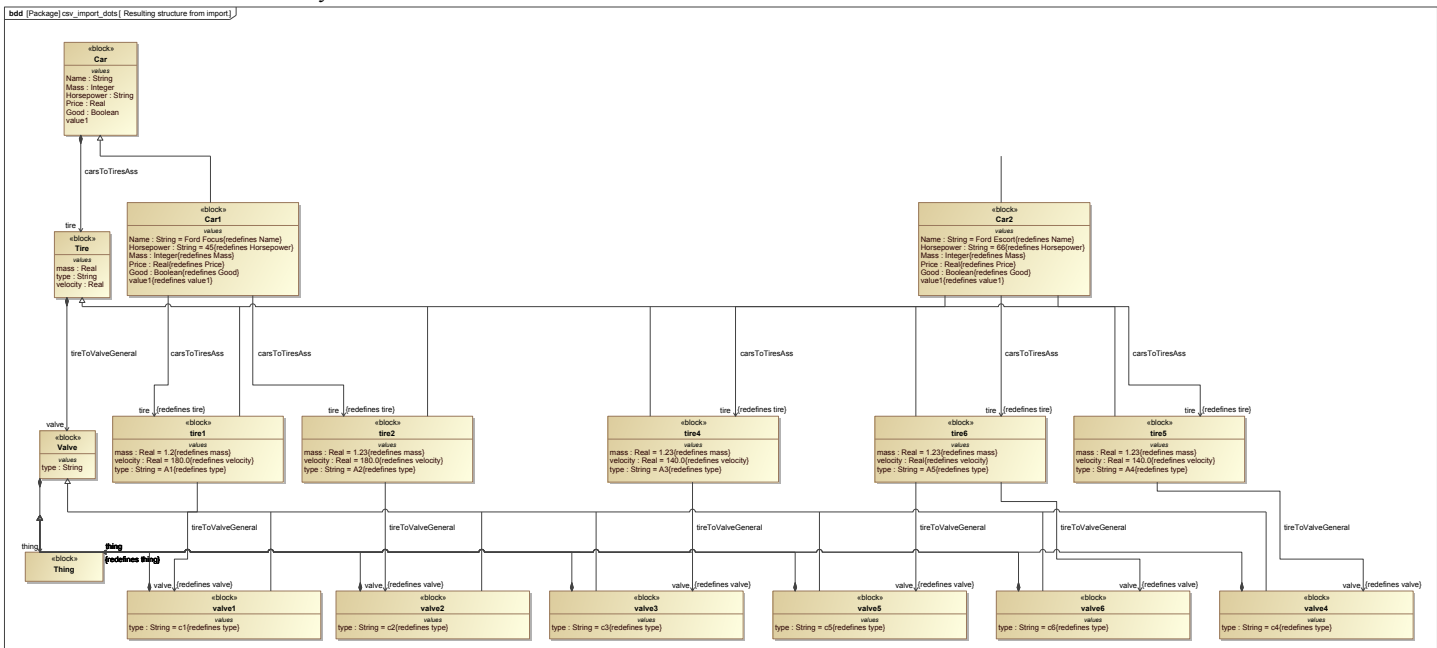 bdd [Package] csv_import_dots [ Resulting structure from import ]
«block»
Car
values
Name : String
Mass : Integer
Horsepower : String
Price : Real
Good : Boolean
value1
carsToTiresAss
tire
«block»
Tire
values
mass : Real
type : String
velocity : Real
«block»
Car1
values
Name : String = Ford Focus{redefines Name}
Horsepower : String = 45{redefines Horsepower}
Mass : Integer{redefines Mass}
Price : Real{redefines Price}
Good : Boolean{redefines Good}
value1{redefines value1}
«block»
Car2
values
Name : String = Ford Escort{redefines Name}
Horsepower : String = 66{redefines Horsepower}
Mass : Integer{redefines Mass}
Price : Real{redefines Price}
Good : Boolean{redefines Good}
value1{redefines value1}
tireToValveGeneral
carsToTiresAss
carsToTiresAss
carsToTiresAss
carsToTiresAss
carsToTiresAss
valve
«block»
Valve
values
type : String
tire {redefines tire}
«block»
tire1
values
mass : Real = 1.2{redefines mass}
velocity : Real = 180.0{redefines velocity}
type : String = A1{redefines type}
tire {redefines tire}
«block»
tire2
values
mass : Real = 1.23{redefines mass}
velocity : Real = 180.0{redefines velocity}
type : String = A2{redefines type}
tire {redefines tire}
«block»
tire4
values
mass : Real = 1.23{redefines mass}
velocity : Real = 140.0{redefines velocity}
type : String = A3{redefines type}
tire {redefines tire}
«block»
tire6
values
mass : Real = 1.23{redefines mass}
velocity : Real{redefines velocity}
type : String = A5{redefines type}
tire {redefines tire}
«block»
tire5
values
mass : Real = 1.23{redefines mass}
velocity : Real = 140.0{redefines velocity}
type : String = A4{redefines type}
tireToValveGeneral
tireToValveGeneral
tireToValveGeneral
tireToValveGeneral
tireToValveGeneral
tireToValveGeneral
thing
«block»
Thing
thing
{redefines thing}
valve {redefines valve}
«block»
valve1
values
type : String = c1{redefines type}
valve {redefines valve}
«block»
valve2
values
type : String = c2{redefines type}
valve {redefines valve}
«block»
valve3
values
type : String = c3{redefines type}
valve {redefines valve}
«block»
valve5
values
type : String = c5{redefines type}
valve {redefines valve}
«block»
valve6
values
type : String = c6{redefines type}
valve {redefines valve}
«block»
valve4
values
type : String = c4{redefines type}